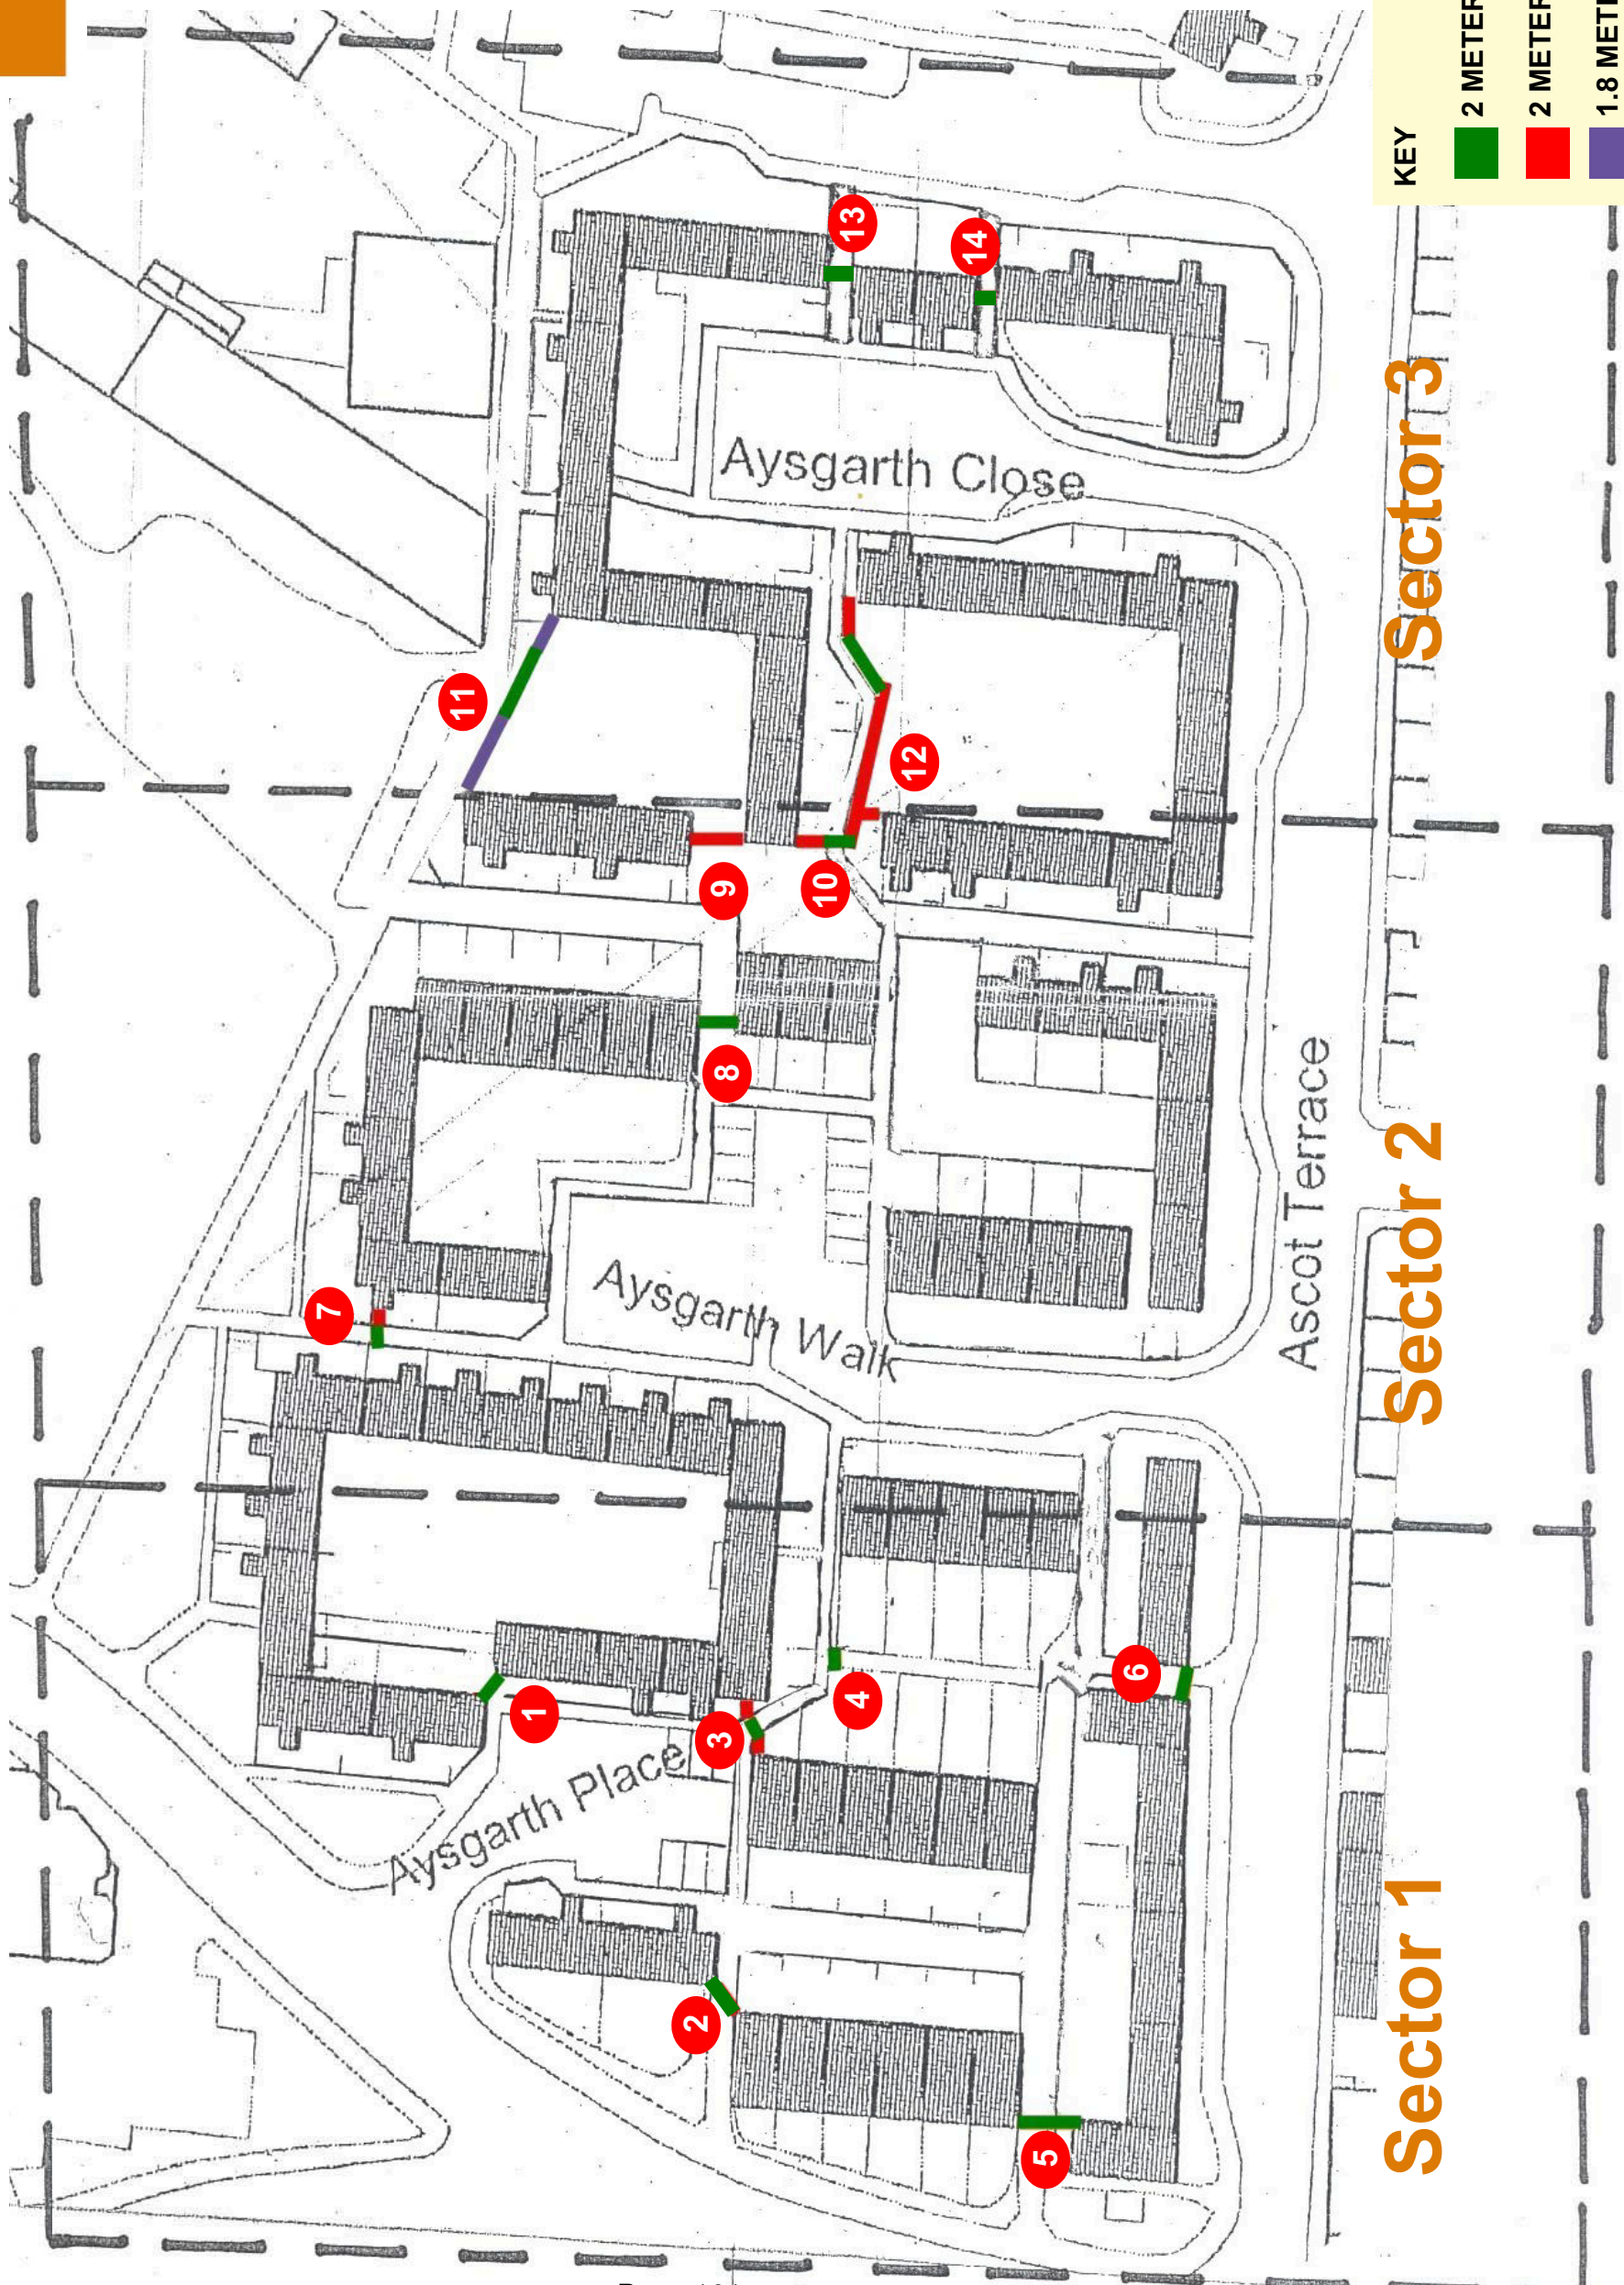 KEY
2 METER
2 METER
1.8 MET
Sector 1
Sector 2
Sector 3
Aysgarth Place
Aysgarth Walk
Aysgarth Close
Ascot Terrace
1
2
3
4
5
6
7
8
9
10
11
12
13
14